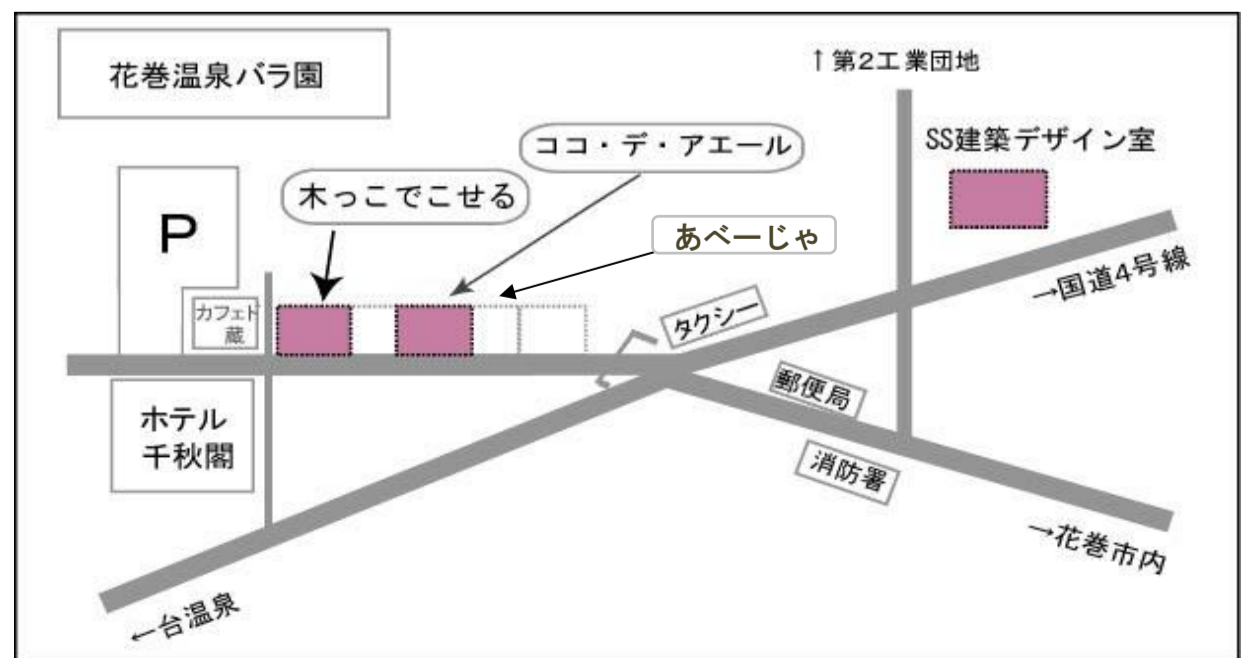 花巻温泉バラ園
↑第2工業団地
SS建築デザイン室
ココ・デ・アエール
木っこでこせる
あべーじゃ
P
→国道4号線
カフェド
蔵
タクシー
ホテル
千秋閣
郵便局
消防署
→花巻市内
←台温泉